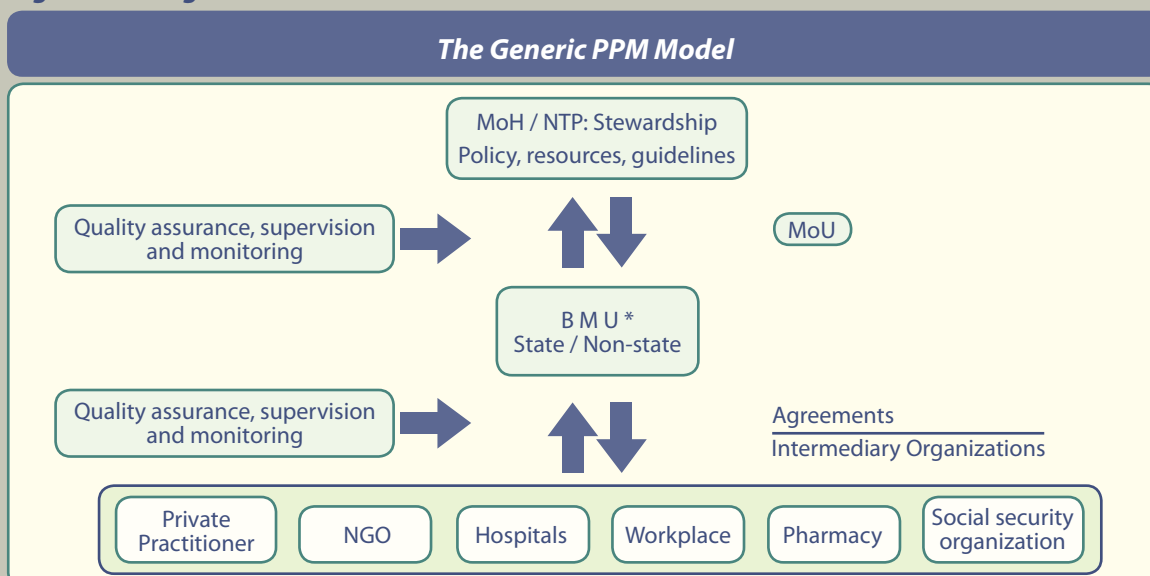 The Generic PPM Model
MoH / NTP: Stewardship
Policy, resources, guidelines
Quality assurance, supervision
and monitoring
MoU
B M U *
State / Non-state
Quality assurance, supervision
and monitoring
Agreements
Intermediary Organizations
Private
Practitioner
NGO
Hospitals
Workplace
Pharmacy
Social security
organization